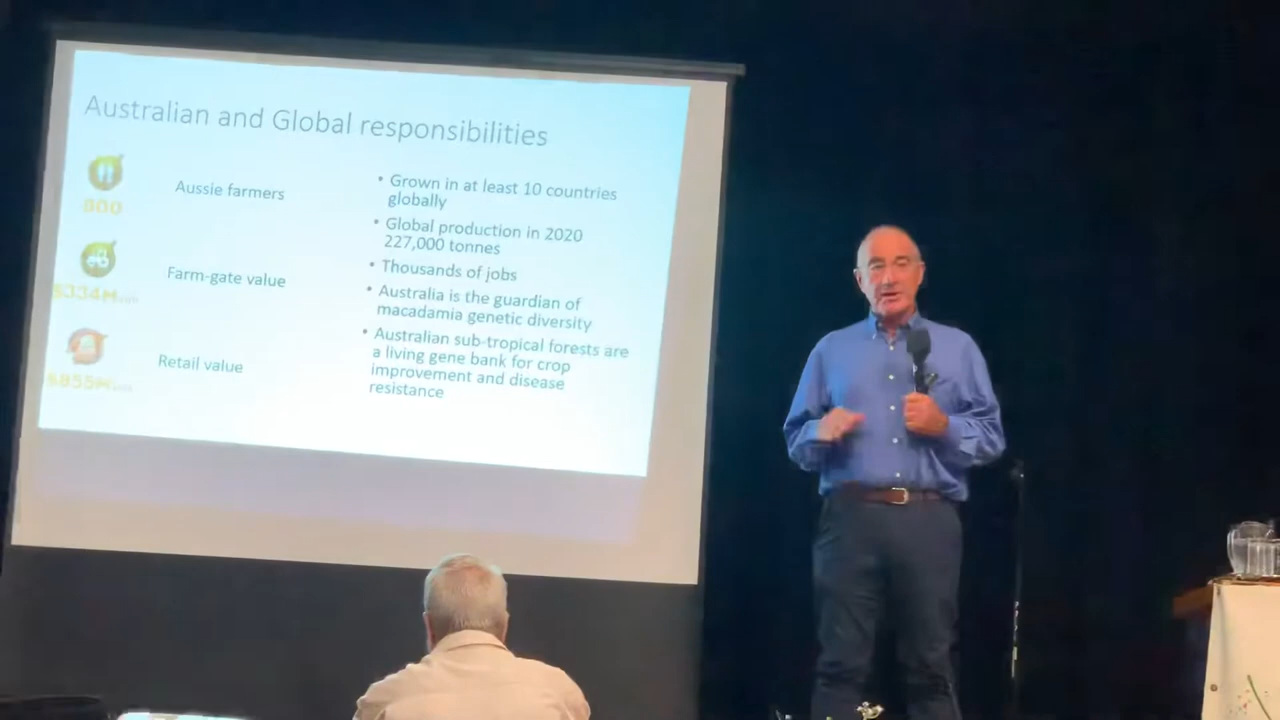 Australian and Global responsibilities
800
Aussie farmers
$334M
Farm-gate value
$855M
Retail value
• Grown in at least 10 countries
globally
• Global production in 2020
227,000 tonnes
• Thousands of jobs
• Australia is the guardian of
macadamia genetic diversity
• Australian sub-tropical forests are
a living gene bank for crop
improvement and disease
resistance